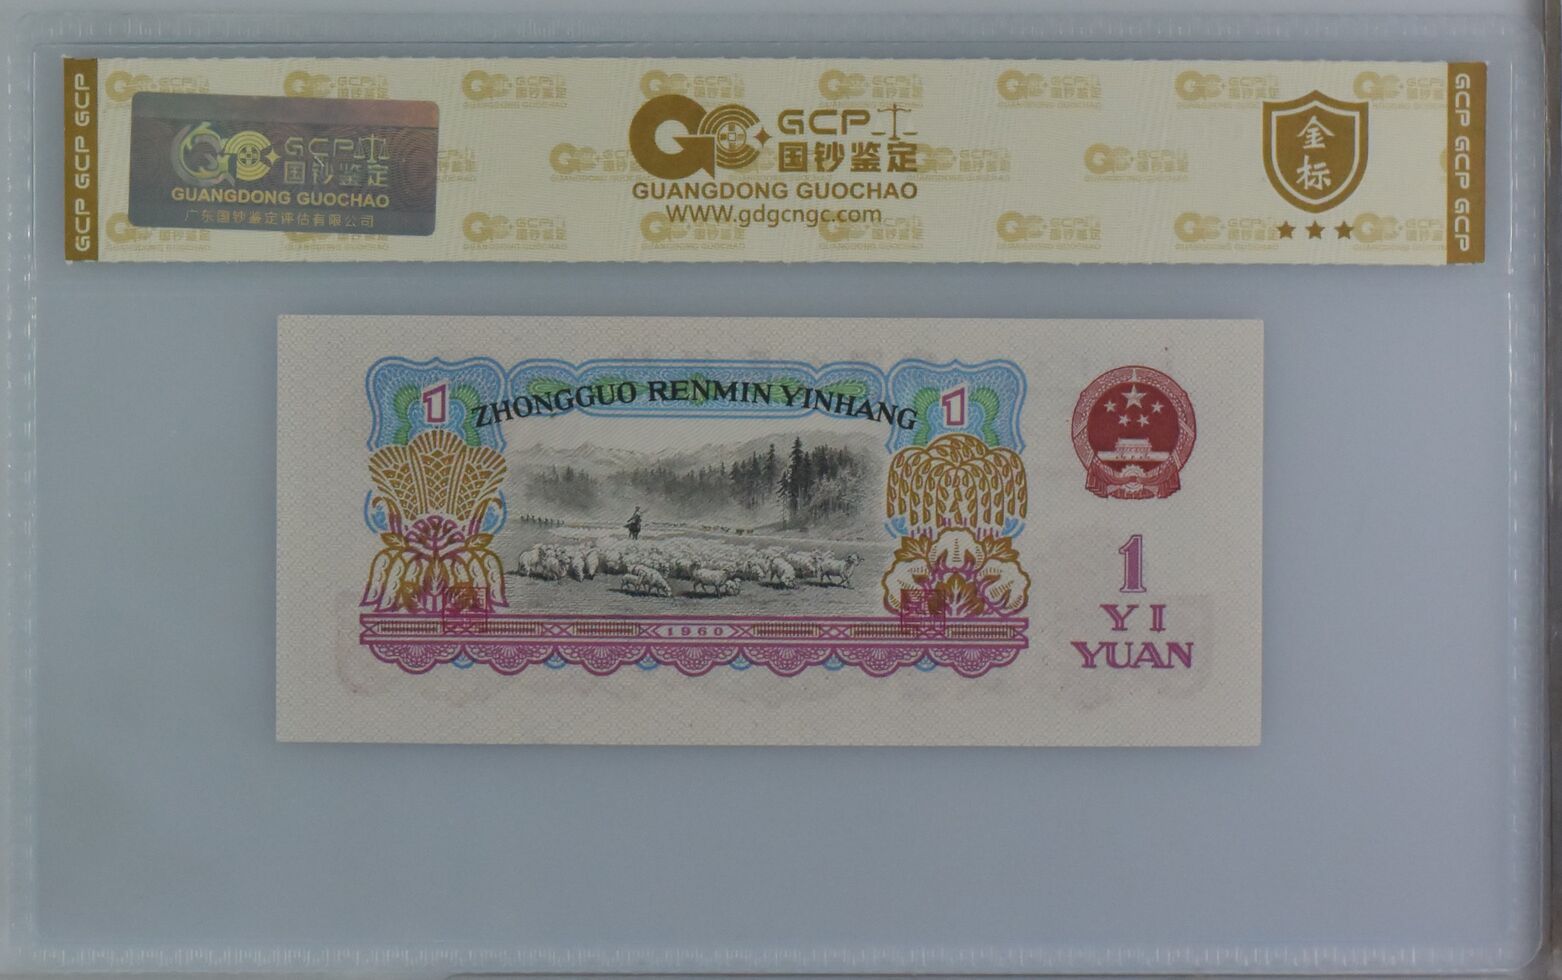 GCP GCP GCP
GCP 国钞鉴定
GUANGDONG GUOCHAO
广东国钞鉴定评估有限公司
GCP
国钞鉴定
GUANGDONG GUOCHAO
WWW.gdgcngc.com
金标
GCP GCP GCP
1
ZHONGGUO RENMIN YINHANG
1
1
YI
YUAN
1960